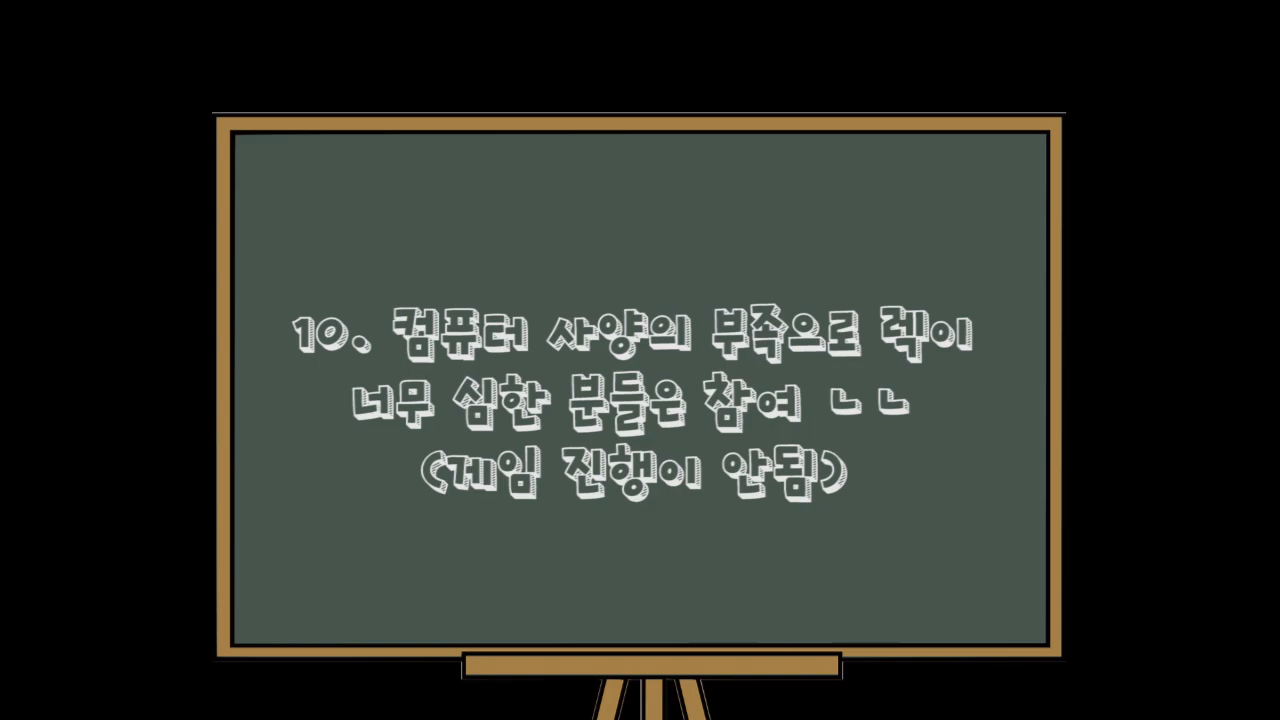 10. 컴퓨터 사양의 부족으로 렉이
너무 심한 분들은 참여 ㄴㄴ
(게임 진행이 안됨)